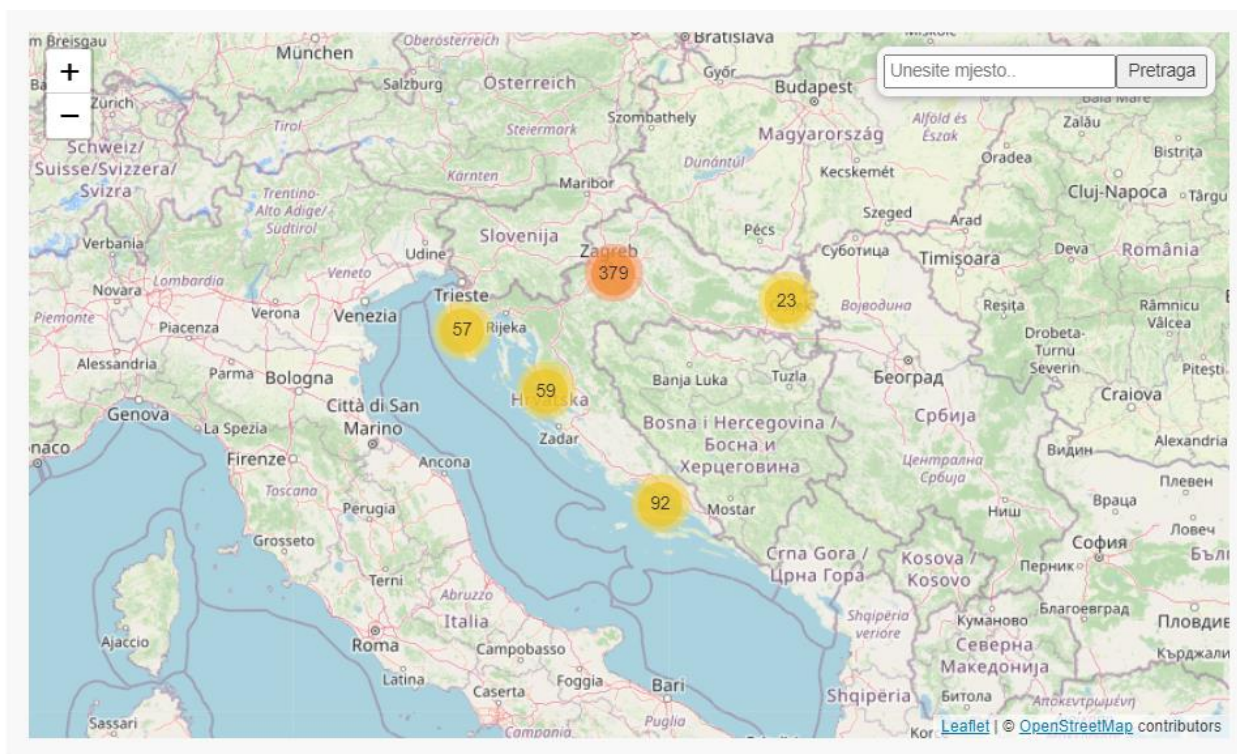 m Breisgau
München
Oberösterreich
Bratislava
+
Salzburg
Österreich
Győr
Budapest
Unesite mjesto..
Pretraga
−
Zürich
Tirol
Steiermark
Szombathely
Magyarország
Alföld és
Észak
Zalău
Bistrița
Schweiz/
Suisse/Svizzera/
Svizra
Trentino-
Alto Adige/
Südtirol
Kärnten
Maribor
Dunántúl
Kecskemét
Oradea
Cluj-Napoca
Târgu
Verbania
Udine
Slovenija
Zagreb
Pécs
Szeged
Arad
Суботица
Timișoara
Deva
România
Novara
Lombardia
Veneto
Trieste
379
23
Војводина
Reșița
Râmnicu
Vâlcea
Piemonte
Piacenza
Verona
Venezia
57
Rijeka
Drobeta-
Turnu
Severin
Alessandria
Parma
Bologna
59
Hrvatska
Banja Luka
Tuzla
Београд
Pitești
Craiova
Genova
La Spezia
Città di San
Marino
Zadar
Bosna i Hercegovina /
Босна и
Херцеговина
Србија
Alexandria
naco
Firenze
Ancona
Централна
Србија
Видин
Toscana
Perugia
92
Mostar
Ниш
Враца
Плевен
Grosseto
Crna Gora /
Црна Гора
Kosova /
Kosovo
Перник
София
Ловеч
Бълг
Terni
Abruzzo
Italia
Shqipëria
veriore
Куманово
Благоевград
Пловдив
Ajaccio
Roma
Campobasso
Северна
Македонија
Кърджали
Latina
Caserta
Foggia
Bari
Shqipëria
Битола
Sassari
Campania
Puglia
Kor
Leaflet | © OpenStreetMap contributors